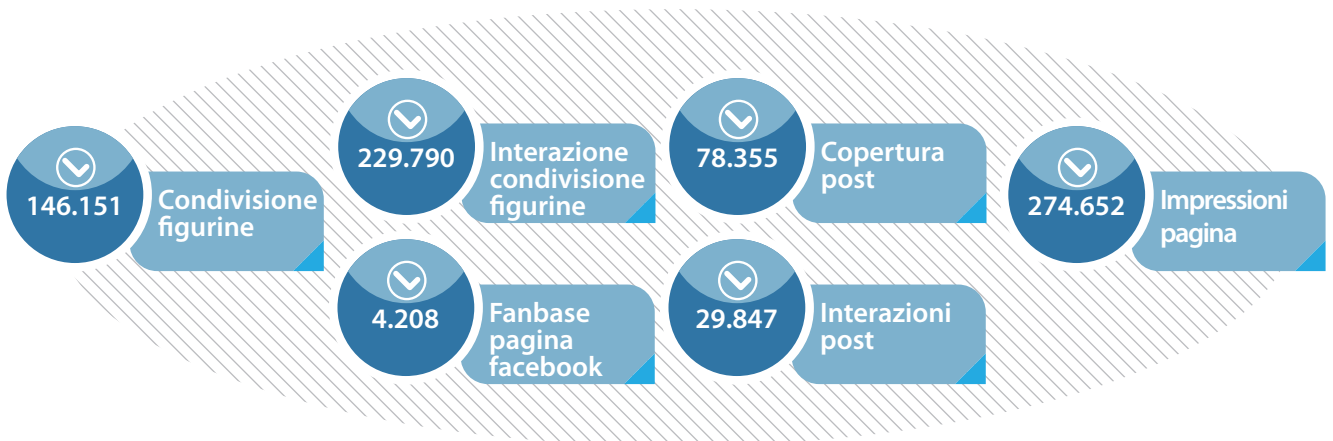 146.151
Condivisione
figurine
229.790
Interazione
condivisione
figurine
4.208
Fanbase
pagina
facebook
78.355
Copertura
post
29.847
Interazioni
post
274.652
Impressioni
pagina